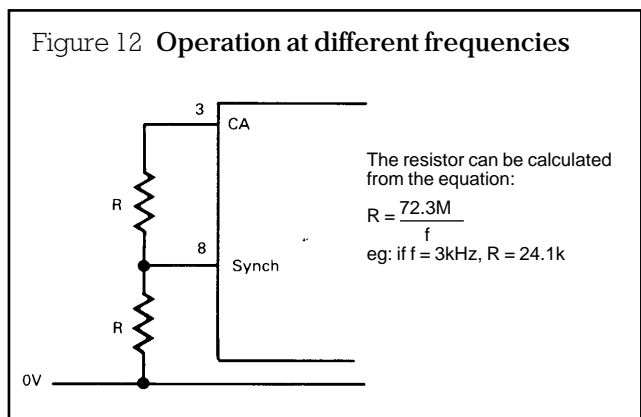 Figure 12 Operation at different frequencies
3
CA
R
8
Synch
R
0V
The resistor can be calculated
from the equation:
R = 72.3M
f
eg: if f = 3kHz, R = 24.1k